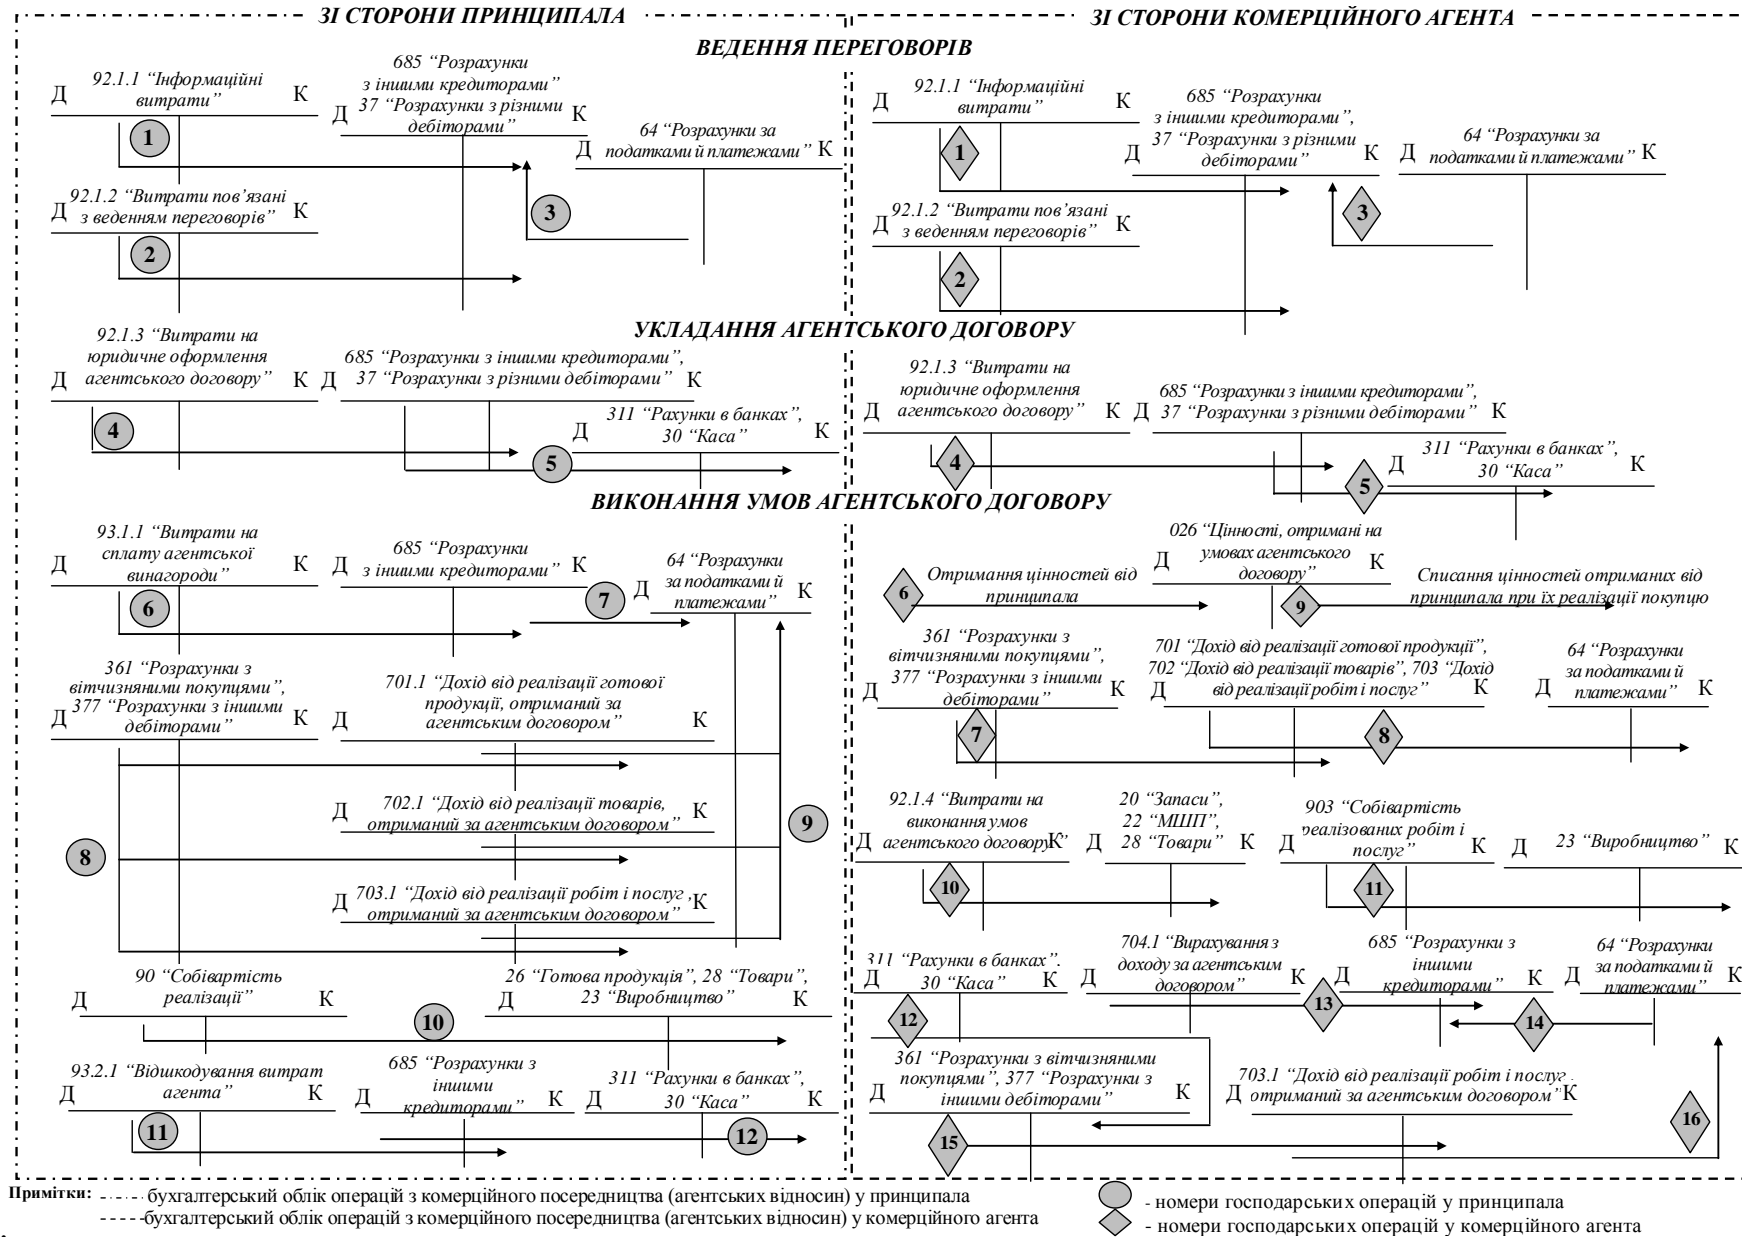 ЗІ СТОРОНИ ПРИНЦИПАЛА
ЗІ СТОРОНИ КОМЕРЦІЙНОГО АГЕНТА
ВЕДЕННЯ ПЕРЕГОВОРІВ
Д
92.1.1 “Інформаційні
витрати”
К
685 “Розрахунки
з іншими кредиторами”
Д
37 “Розрахунки з різними
дебіторами”
К
64 “Розрахунки за
Д податками й платежами” К
1
92.1.2 “Витрати пов’язані
Д з веденням переговорів” К
2
3
Д
92.1.1 “Інформаційні
витрати”
К
685 “Розрахунки
з іншими кредиторами”,
Д
37 “Розрахунки з різними
дебіторами”
К
64 “Розрахунки за
Д податками й платежами” К
1
92.1.2 “Витрати пов’язані
Д з веденням переговорів” К
2
3
УКЛАДАННЯ АГЕНТСЬКОГО ДОГОВОРУ
92.1.3 “Витрати на
юридичне оформлення
Д агентського договору” К
685 “Розрахунки з іншими кредиторами”,
Д 37 “Розрахунки з різними дебіторами” К
4
311 “Рахунки в банках”,
Д 30 “Каса” К
5
92.1.3 “Витрати на
юридичне оформлення
Д агентського договору” К
685 “Розрахунки з іншими кредиторами”,
Д 37 “Розрахунки з різними дебіторами” К
4
311 “Рахунки в банках”,
Д 30 “Каса” К
5
ВИКОНАННЯ УМОВ АГЕНТСЬКОГО ДОГОВОРУ
93.1.1 “Витрати на
сплату агентської
Д винагороди” К
685 “Розрахунки
Д з іншими кредиторами” К
64 “Розрахунки
за податками й
Д платежами” К
6
7
361 “Розрахунки з
вітчизняними покупцями”,
Д 377 “Розрахунки з іншими
дебіторами” К
701.1 “Дохід від реалізації готової
продукції, отриманий за
Д агентським договором” К
Д 702.1 “Дохід від реалізації товарів,
отриманий за агентським договором” К
8
9
Д 703.1 “Дохід від реалізації робіт і послуг,
отриманий за агентським договором” К
90 “Собівартість
Д реалізації” К
26 “Готова продукція”, 28 “Товари”,
Д 23 “Виробництво” К
10
93.2.1 “Відшкодування витрат
Д агента” К
685 “Розрахунки з
іншими
Д кредиторами” К
311 “Рахунки в банках”,
Д 30 “Каса” К
11
12
026 “Цінності, отримані на
умовах агентського
Д договору” К
6
Отримання цінностей від
принципала
9
Списання цінностей отриманих від
принципала при їх реалізації покупцю
361 “Розрахунки з
вітчизняними покупцями”,
377 “Розрахунки з іншими
Д дебіторами” К
701 “Дохід від реалізації готової продукції”,
702 “Дохід від реалізації товарів”, 703 “Дохід
Д від реалізації робіт і послуг” К
64 “Розрахунки
за податками й
Д платежами” К
7
8
92.1.4 “Витрати на
виконання умов
Д агентського договору” К
20 “Запаси”,
22 “МШП”,
Д 28 “Товари” К
903 “Собівартість
реалізованих робіт і
Д послуг” К
Д 23 “Виробництво” К
10
11
311 “Рахунки в банках”,
Д 30 “Каса” К
704.1 “Вирахування з
доходу за агентським
Д договором” К
685 “Розрахунки з
іншими
Д кредиторами” К
64 “Розрахунки
за податками й
Д платежами” К
12
13
14
361 “Розрахунки з вітчизняними
покупцями”, 377 “Розрахунки з
Д іншими дебіторами” К
703.1 “Дохід від реалізації робіт і послуг,
Д отриманий за агентським договором” К
15
16
Примітки: - бухгалтерський облік операцій з комерційного посередництва (агентських відносин) у принципала
- бухгалтерський облік операцій з комерційного посередництва (агентських відносин) у комерційного агента
- номери господарських операцій у принципала
- номери господарських операцій у комерційного агента